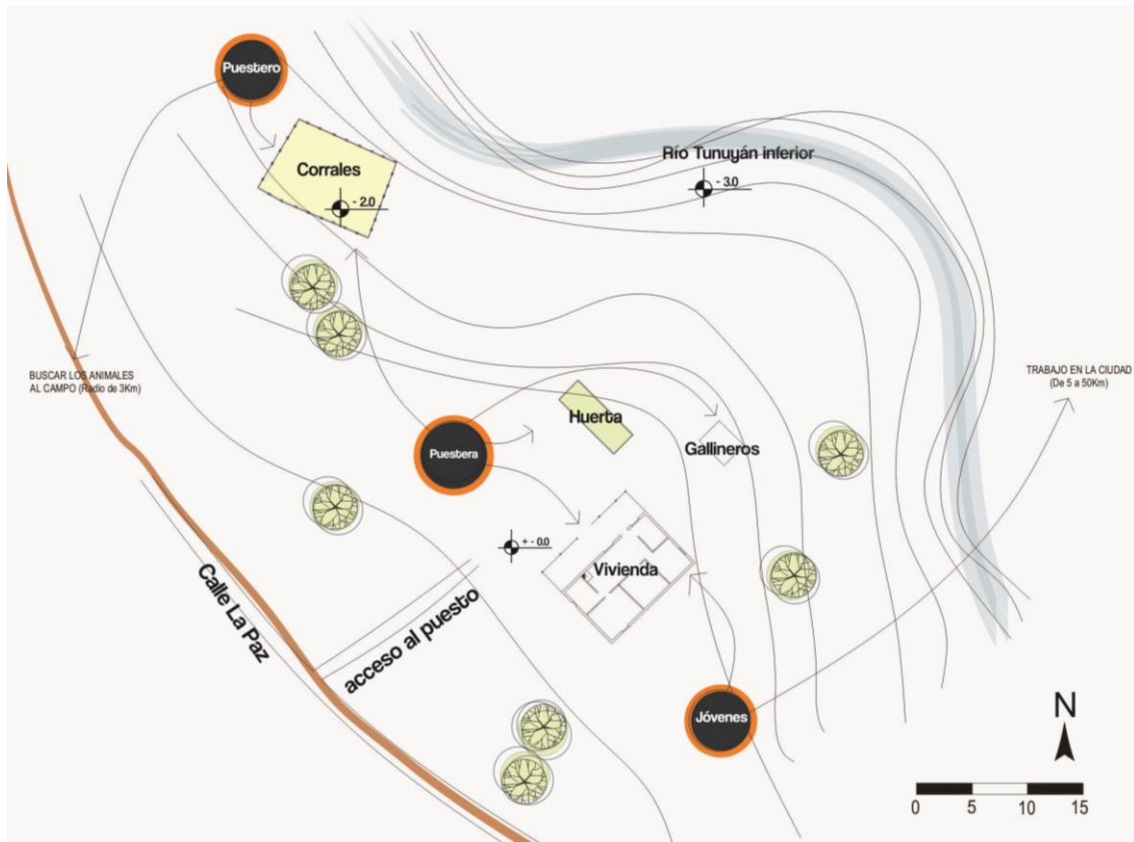 Puestero
Corrales
- 2.0
Río Tunuyán inferior
- 3.0
BUSCAR LOS ANIMALES
AL CAMPO (Radio de 3Km)
TRABAJO EN LA CIUDAD
(De 5 a 50Km)
Huerta
Gallineros
Puestera
+ - 0.0
Vivienda
Calle La Paz
acceso al puesto
Jóvenes
N
0 5 10 15